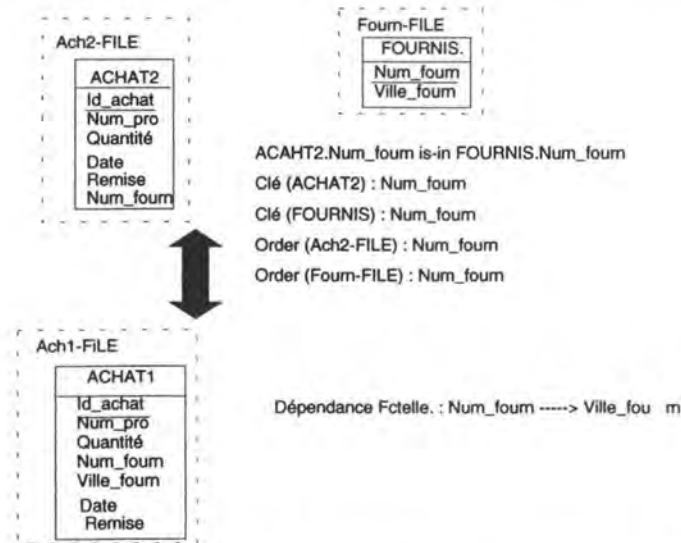 Ach2-FILE
ACHAT2
Id_achat
Num_pro
Quantité
Date
Remise
Num_fourn
Fourn-FILE
FOURNIS.
Num_fourn
Ville_fourn
ACAHT2.Num_fourn is-in FOURNIS.Num_fourn
Clé (ACHAT2) : Num_fourn
Clé (FOURNIS) : Num_fourn
Order (Ach2-FILE) : Num_fourn
Order (Fourn-FILE) : Num_fourn
Ach1-FiLE
ACHAT1
Id_achat
Num_pro
Quantité
Num_fourn
Ville_fourn
Date
Remise
Dépendance Fctelle. : Num_fourn -----> Ville_fou rn